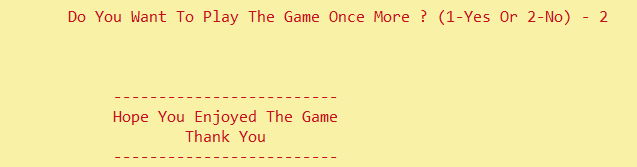 Do You Want To Play The Game Once More ? (1-Yes Or 2-No) - 2
-------------------------
Hope You Enjoyed The Game
Thank You
-------------------------